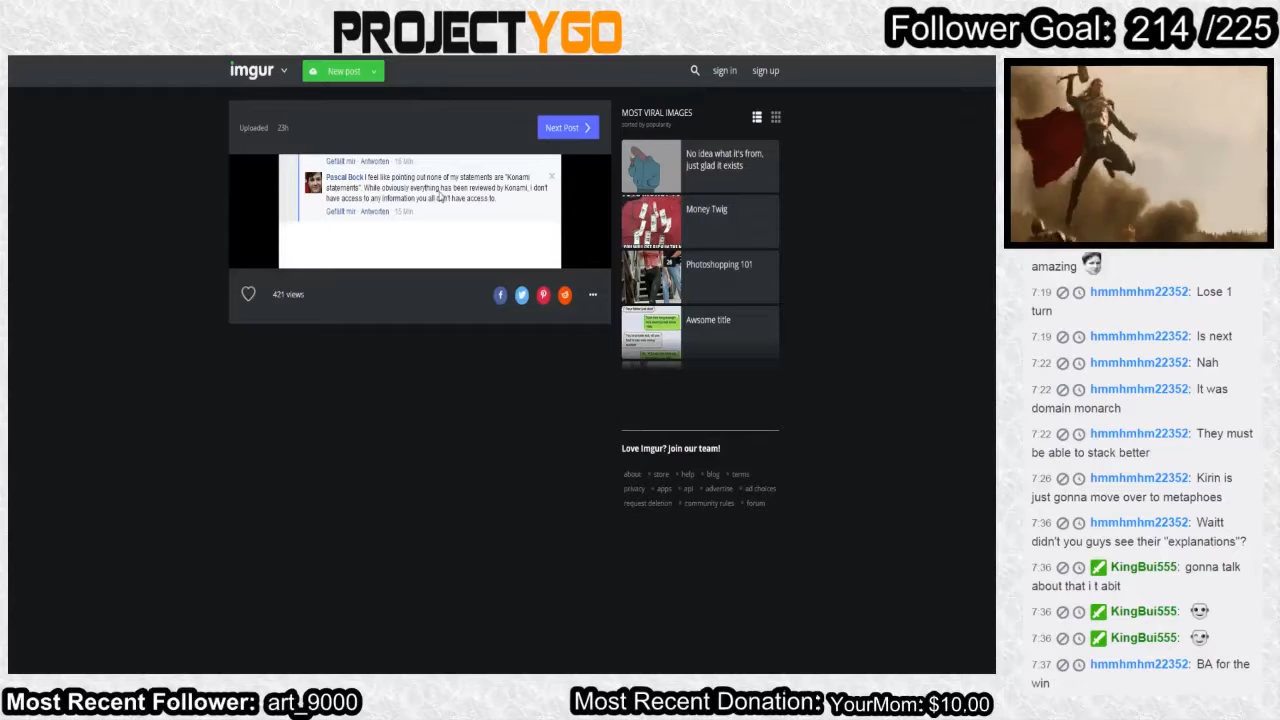 PROJECTYGO
Follower Goal: 214 /225
imgur
New post
sign in
sign up
Uploaded 23h
Next Post
Gefällt mir · Antworten · 15 Min
Pascal Bock I feel like pointing out none of my statements are "Konami
statements". While obviously everything has been reviewed by Konami, I don't
have access to any information you all don't have access to.
Gefällt mir · Antworten · 15 Min
421 views
MOST VIRAL IMAGES
sorted by popularity
No idea what it's from,
just glad it exists
Money Twig
Photoshopping 101
Awsome title
Love Imgur? Join our team!
about store help blog terms
privacy apps api advertise ad choices
request deletion community rules forum
amazing
7:19 hmmhmhm22352: Lose 1
turn
7:19 hmmhmhm22352: Is next
7:22 hmmhmhm22352: Nah
7:22 hmmhmhm22352: It was
domain monarch
7:22 hmmhmhm22352: They must
be able to stack better
7:26 hmmhmhm22352: Kirin is
just gonna move over to metaphoes
7:36 hmmhmhm22352: Waitt
didn't you guys see their "explanations"?
7:36 KingBui555: gonna talk
about that i t abit
7:36 KingBui555:
7:36 KingBui555:
7:37 hmmhmhm22352: BA for the
win
Most Recent Follower: art_9000
Most Recent Donation: YourMom: $10.00